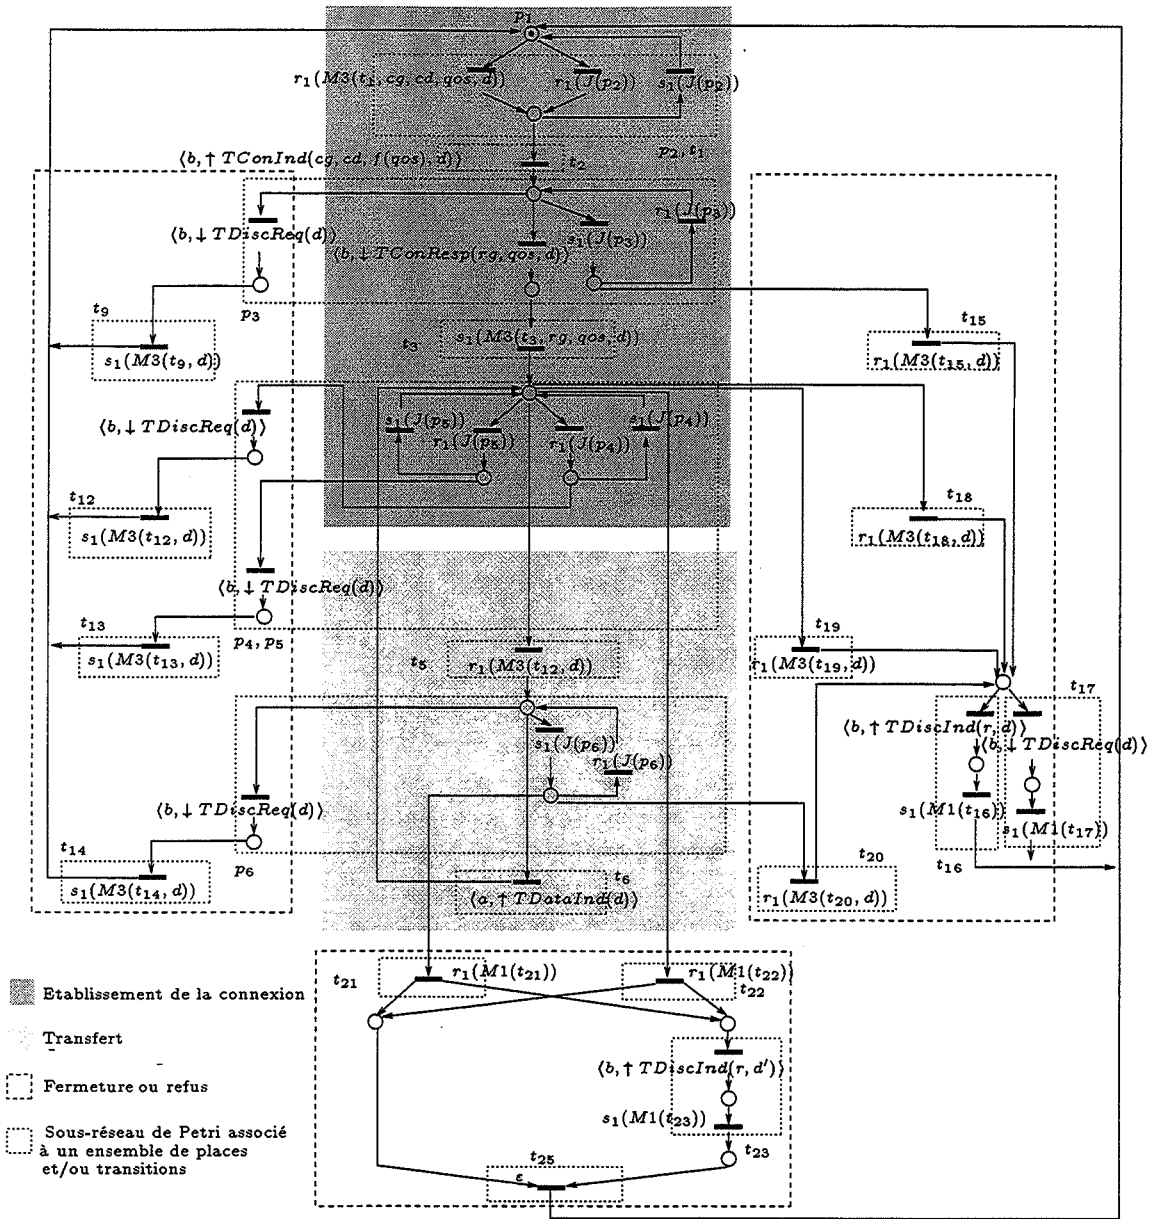 p₁
r₁(M3(t₁, cg, cd, qos, d))
r₁(J(p₂))
s₁(J(p₂))
p₂, t₁
⟨b, ↑ TConInd(cg, cd, f(qos), d)⟩
t₂
r₁(J(p₃))
s₁(J(p₃))
⟨b, ↓ TDiscReq(d)⟩
⟨b, ↓ TConResp(rg, qos, d)⟩
p₃
t₉
s₁(M3(t₉, d))
t₃
s₁(M3(t₃, rg, qos, d))
t₁₅
r₁(M3(t₁₅, d))
s₁(J(p₅))
s₁(J(p₄))
r₁(J(p₅))
r₁(J(p₄))
⟨b, ↓ TDiscReq(d)⟩
t₁₂
s₁(M3(t₁₂, d))
t₁₈
r₁(M3(t₁₈, d))
⟨b, ↓ TDiscReq(d)⟩
t₁₃
s₁(M3(t₁₃, d))
p₄, p₅
t₅
r₁(M3(t₁₂, d))
t₁₉
r₁(M3(t₁₉, d))
t₁₇
⟨b, ↑ TDiscInd(r, d)⟩
⟨b, ↓ TDiscReq(d)⟩
s₁(J(p₆))
r₁(J(p₆))
⟨b, ↓ TDiscReq(d)⟩
s₁(M1(t₁₆))
s₁(M1(t₁₇))
t₁₄
s₁(M3(t₁₄, d))
p₆
t₆
⟨a, ↑ TDataInd(d)⟩
t₂₀
r₁(M3(t₂₀, d))
t₁₆
t₂₁
r₁(M1(t₂₁))
r₁(M1(t₂₂))
t₂₂
⟨b, ↑ TDiscInd(r, d')⟩
s₁(M1(t₂₃))
t₂₃
t₂₅
ε
Etablissement de la connexion
Transfert
Fermeture ou refus
Sous-réseau de Petri associé
à un ensemble de places
et/ou transitions